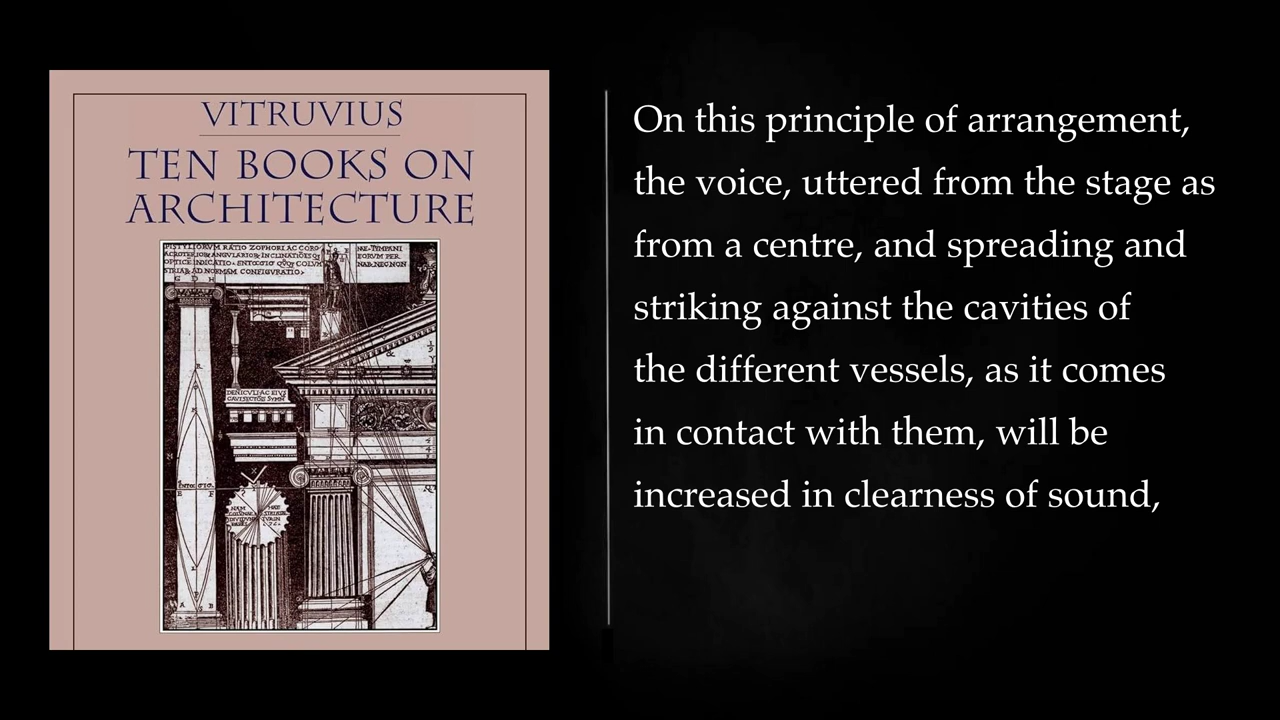 VITRUVIUS
TEN BOOKS ON
ARCHITECTURE
On this principle of arrangement,
the voice, uttered from the stage as
from a centre, and spreading and
striking against the cavities of
the different vessels, as it comes
in contact with them, will be
increased in clearness of sound,